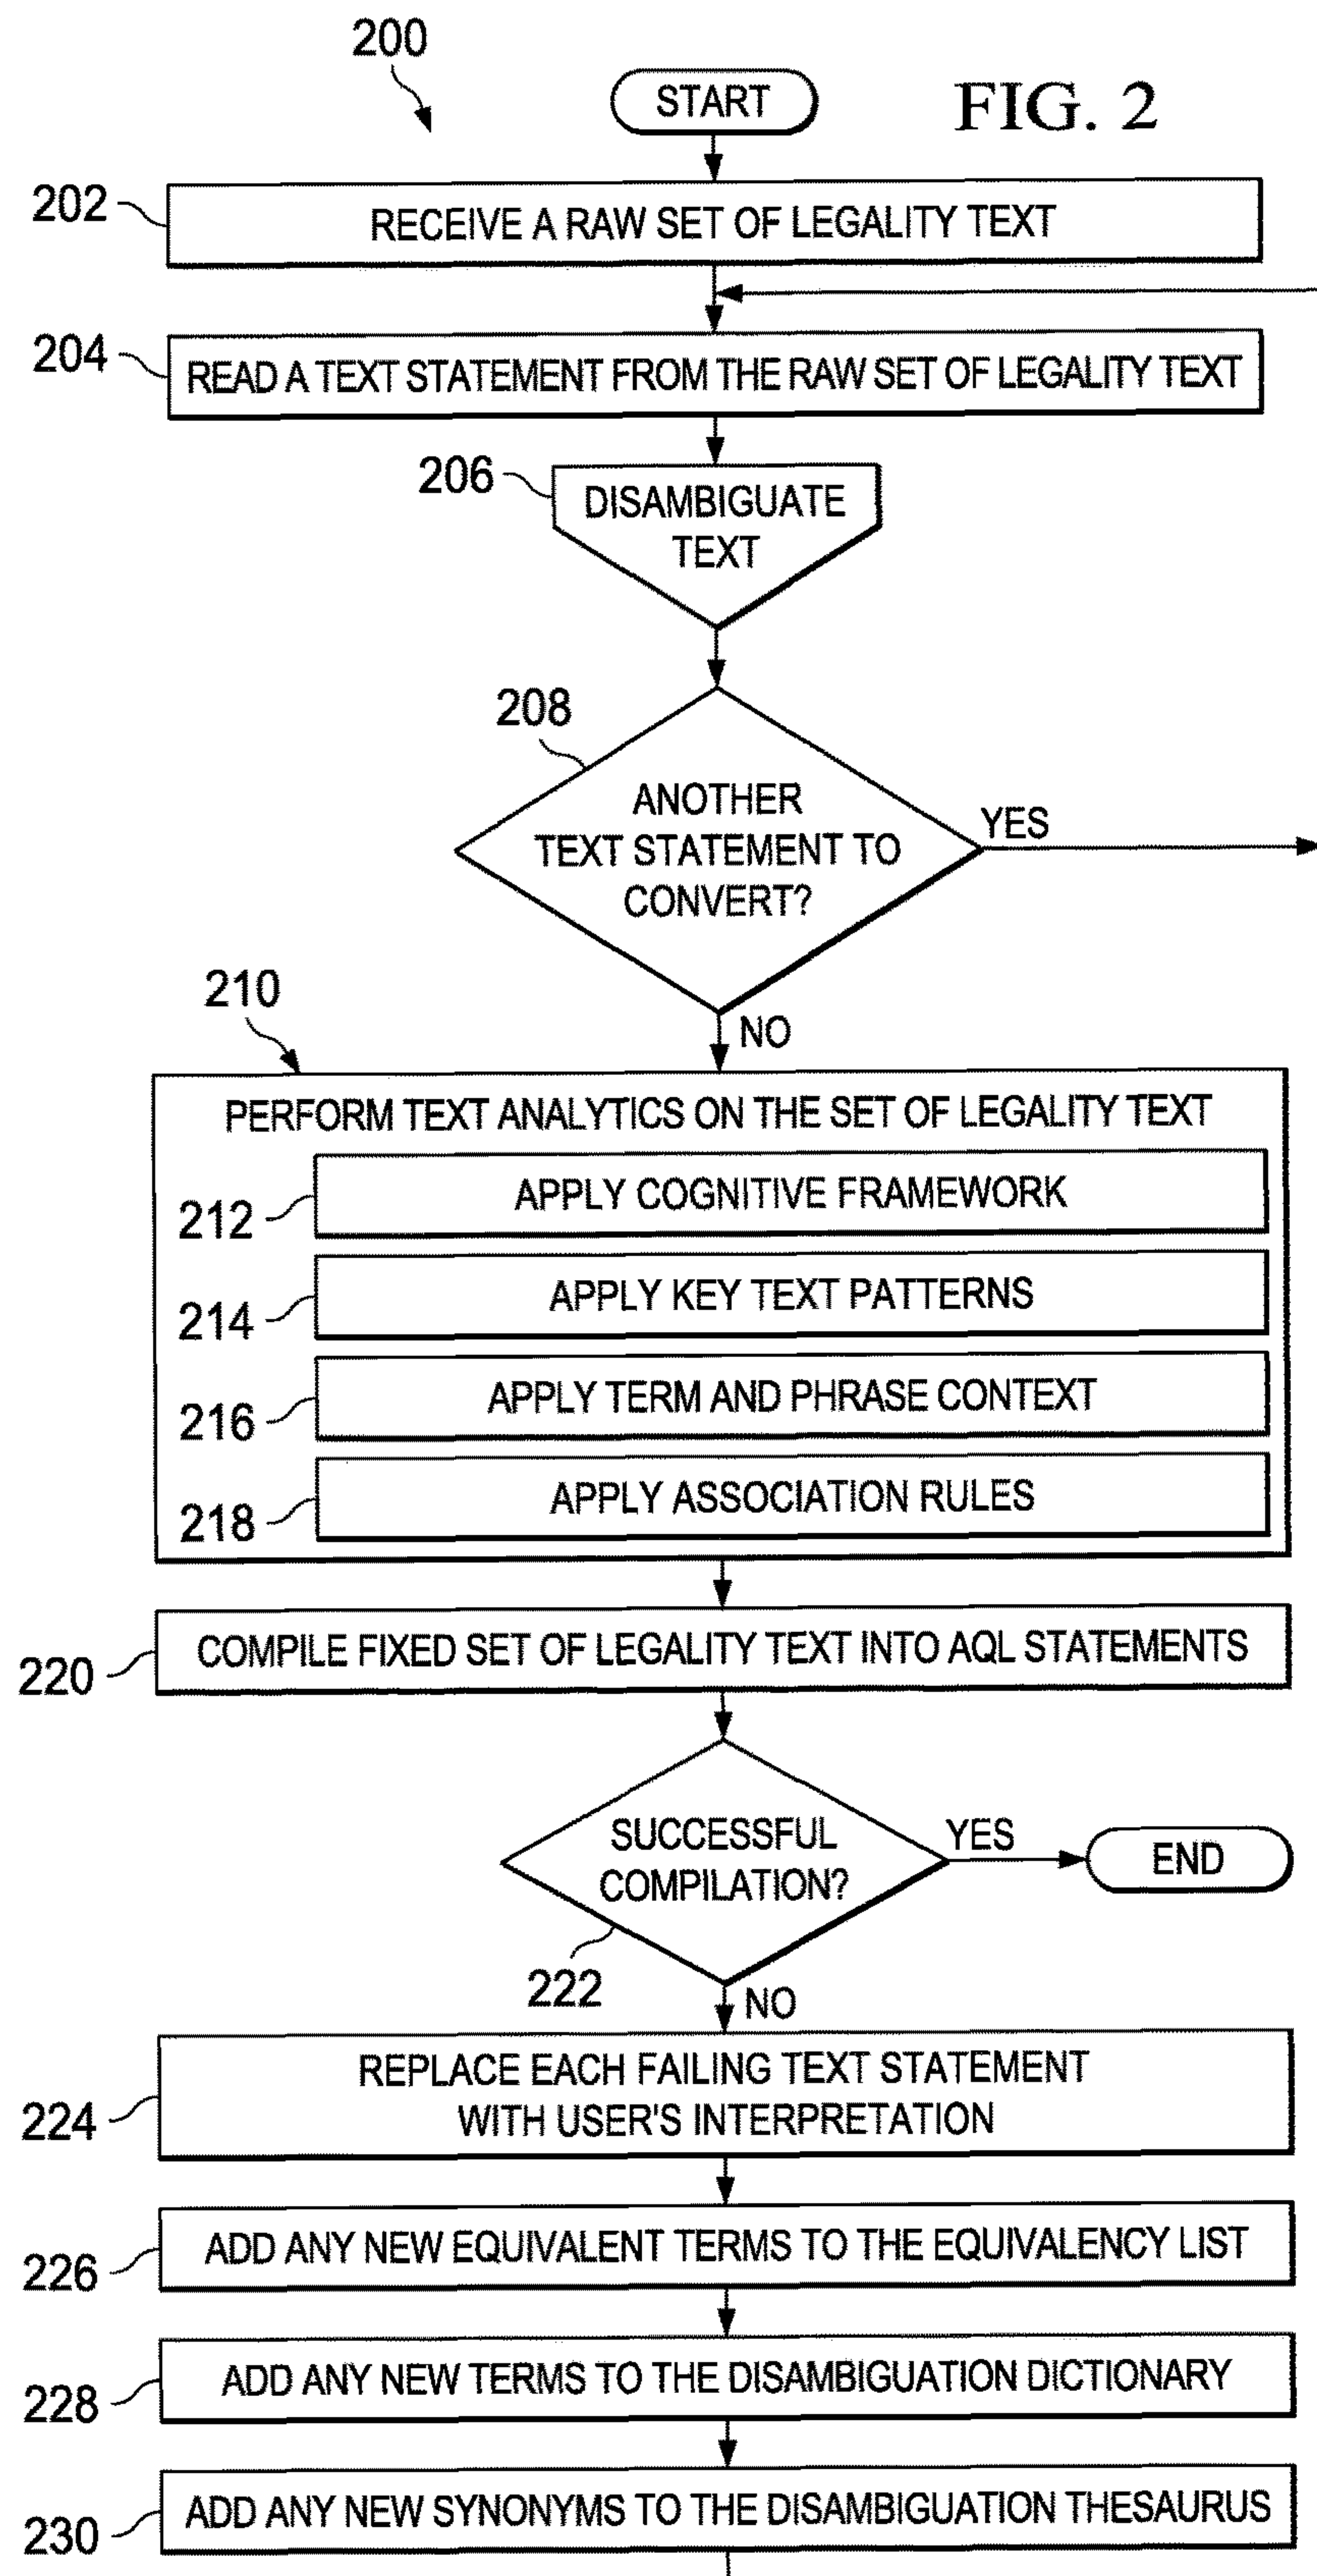 200
START
FIG. 2
202
RECEIVE A RAW SET OF LEGALITY TEXT
204
READ A TEXT STATEMENT FROM THE RAW SET OF LEGALITY TEXT
206
DISAMBIGUATE
TEXT
208
ANOTHER
TEXT STATEMENT TO
CONVERT?
YES
NO
210
PERFORM TEXT ANALYTICS ON THE SET OF LEGALITY TEXT
212
APPLY COGNITIVE FRAMEWORK
214
APPLY KEY TEXT PATTERNS
216
APPLY TERM AND PHRASE CONTEXT
218
APPLY ASSOCIATION RULES
220
COMPILE FIXED SET OF LEGALITY TEXT INTO AQL STATEMENTS
SUCCESSFUL
COMPILATION?
YES
END
222
NO
224
REPLACE EACH FAILING TEXT STATEMENT
WITH USER'S INTERPRETATION
226
ADD ANY NEW EQUIVALENT TERMS TO THE EQUIVALENCY LIST
228
ADD ANY NEW TERMS TO THE DISAMBIGUATION DICTIONARY
230
ADD ANY NEW SYNONYMS TO THE DISAMBIGUATION THESAURUS